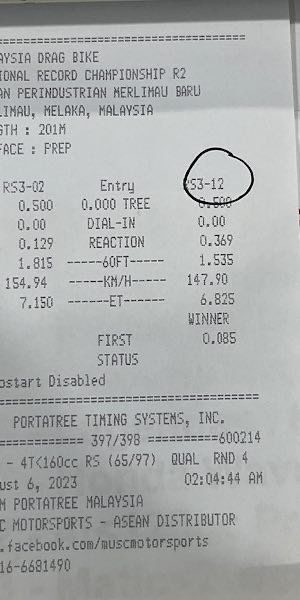 ==================================
AYSIA DRAG BIKE
IONAL RECORD CHAMPIONSHIP R2
AN PERINDUSTRIAN MERLIMAU BARU
LIMAU, MELAKA, MALAYSIA
GTH : 201M
FACE : PREP
RS3-02 Entry RS3-12
0.500 0.000 TREE 0.500
0.00 DIAL-IN 0.00
0.129 REACTION 0.369
1.815 -----60FT----- 1.535
154.94 -----KM/H----- 147.90
7.150 ------ET------ 6.825
WINNER
FIRST 0.085
STATUS
ostart Disabled
==================================
PORTATREE TIMING SYSTEMS, INC.
============ 397/398 ==========600214
- 4T<160cc RS (65/97) QUAL RND 4
ust 6, 2023 02:04:44 AM
M PORTATREE MALAYSIA
C MOTORSPORTS - ASEAN DISTRIBUTOR
.facebook.com/muscmotorsports
16-6681490